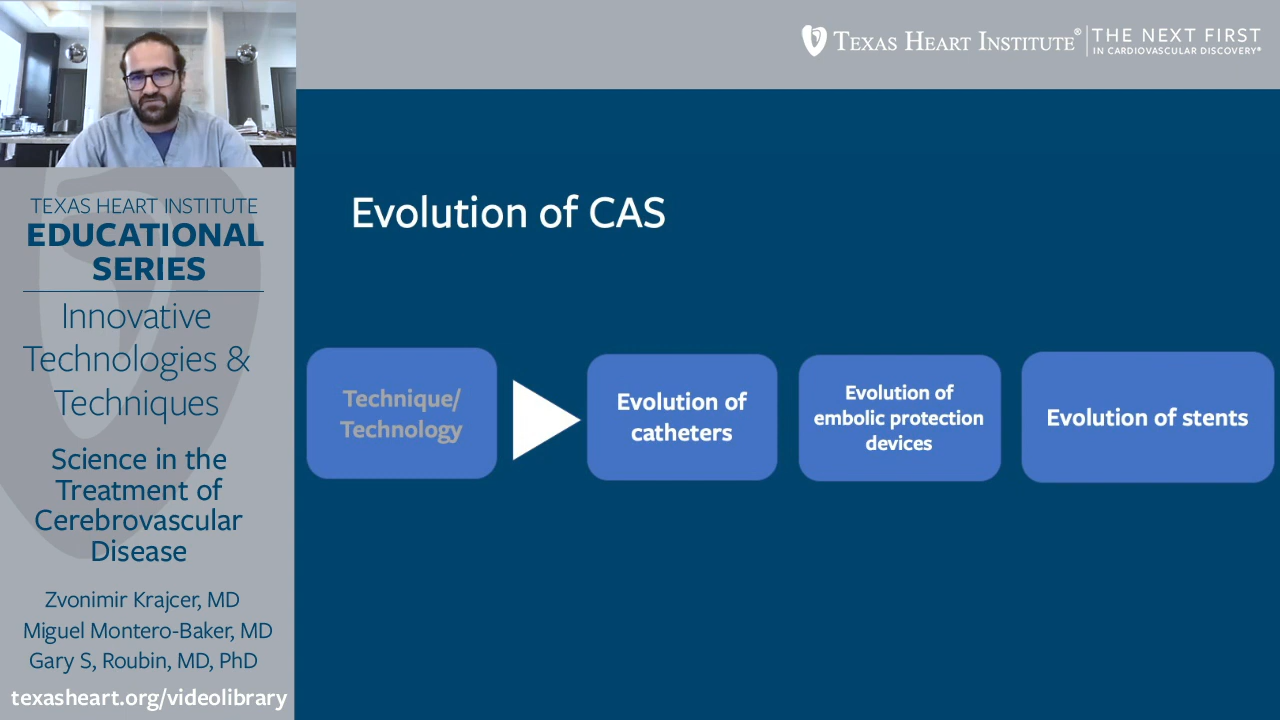 TEXAS HEART INSTITUTE® THE NEXT FIRST
IN CARDIOVASCULAR DISCOVERY®
TEXAS HEART INSTITUTE
EDUCATIONAL
SERIES
Innovative
Technologies &
Techniques
Science in the
Treatment of
Cerebrovascular
Disease
Zvonimir Krajcer, MD
Miguel Montero-Baker, MD
Gary S, Roubin, MD, PhD
texasheart.org/videolibrary
Evolution of CAS
Technique/
Technology
Evolution of
catheters
Evolution of
embolic protection
devices
Evolution of stents